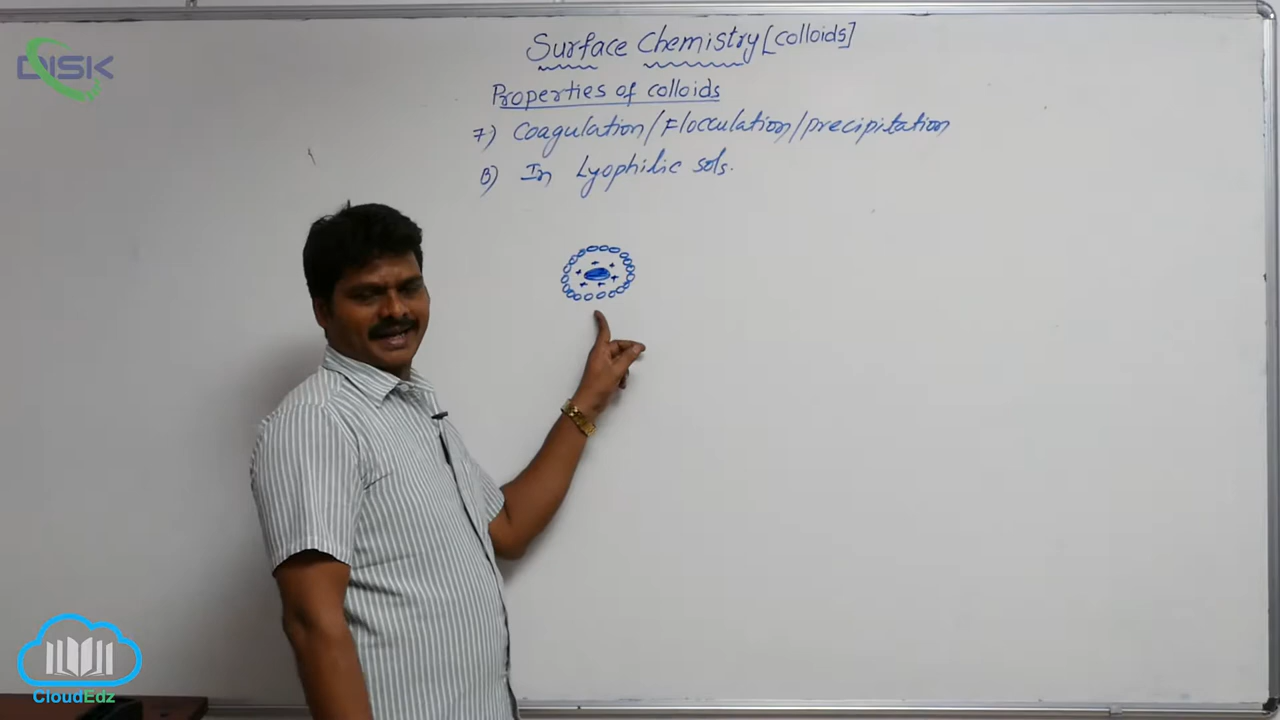 DISK
Surface Chemistry [colloids]
Properties of colloids
7) Coagulation/Flocculation/precipitation
B) In Lyophilic sols.
CloudEdz